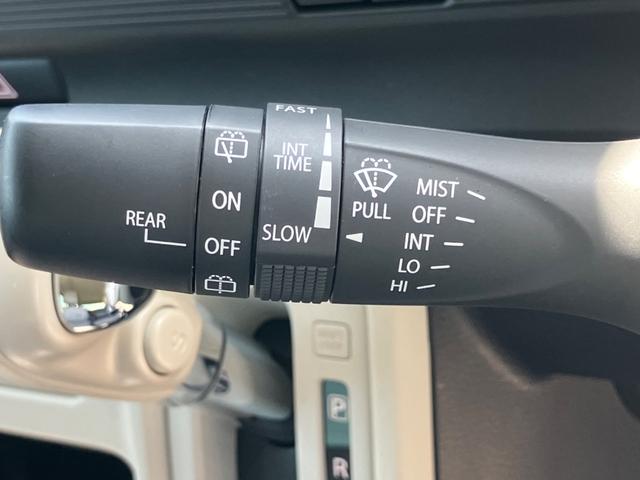 FAST
INT
TIME
SLOW
REAR
ON
OFF
PULL
MIST
OFF
INT
LO
HI
P
R